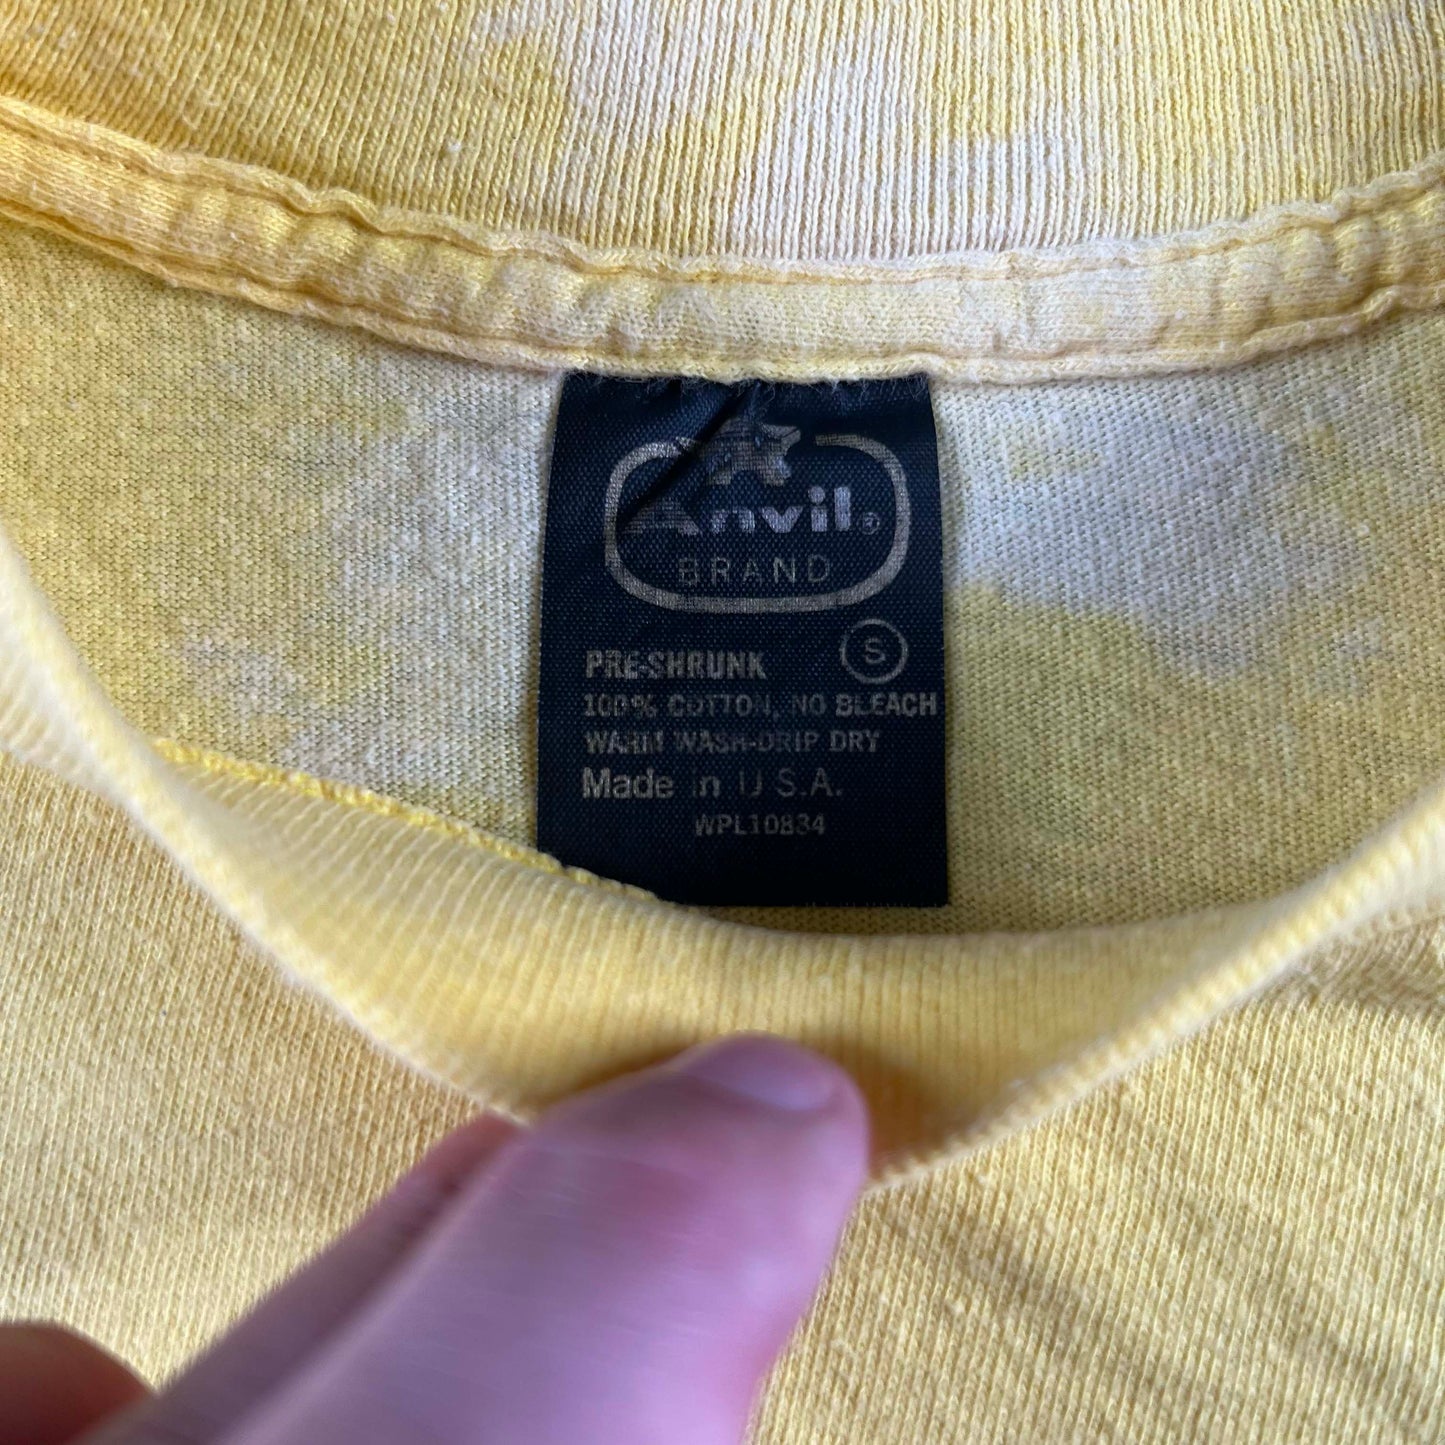 Anvil®
BRAND
S
PRE-SHRUNK
100% COTTON, NO BLEACH
WARM WASH-DRIP DRY
Made in U.S.A.
WPL10834